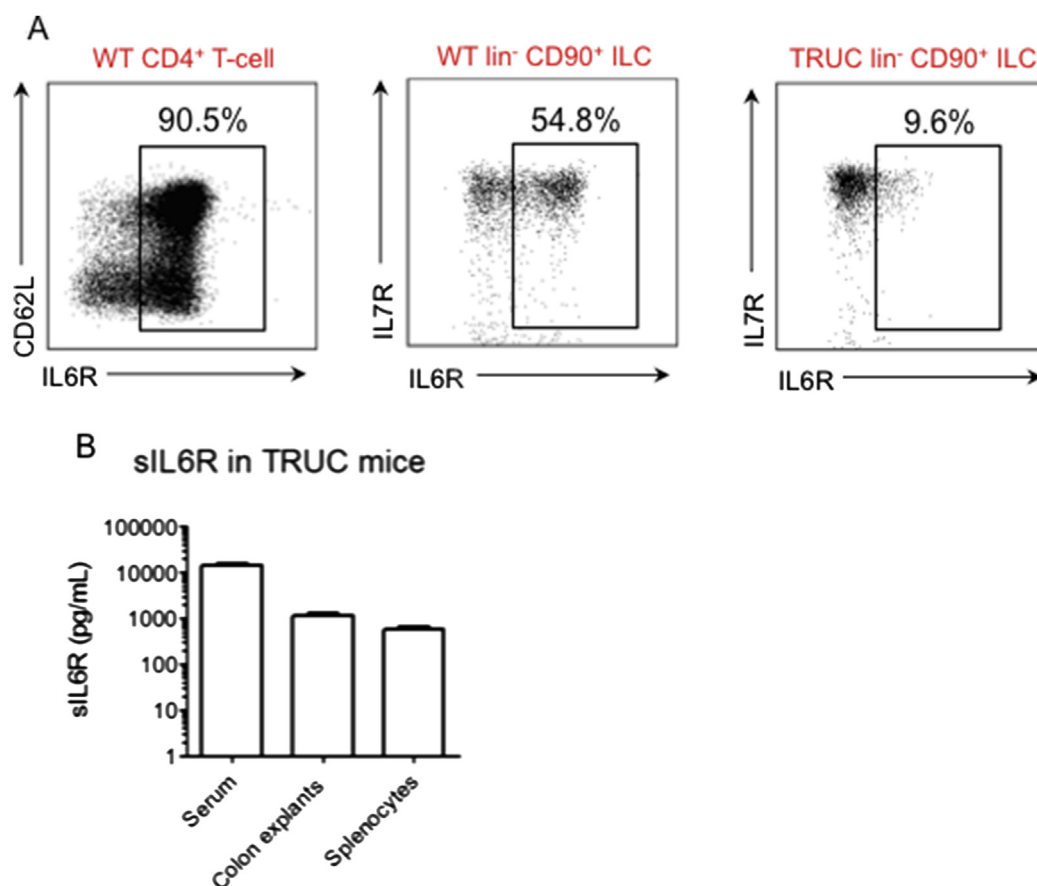 A
WT CD4⁺ T-cell
WT lin⁻ CD90⁺ ILC
TRUC lin⁻ CD90⁺ ILC
90.5%
54.8%
9.6%
CD62L
IL7R
IL7R
IL6R
IL6R
IL6R
B
sIL6R in TRUC mice
sIL6R (pg/mL)
100000
10000
1000
100
10
1
Serum
Colon explants
Splenocytes